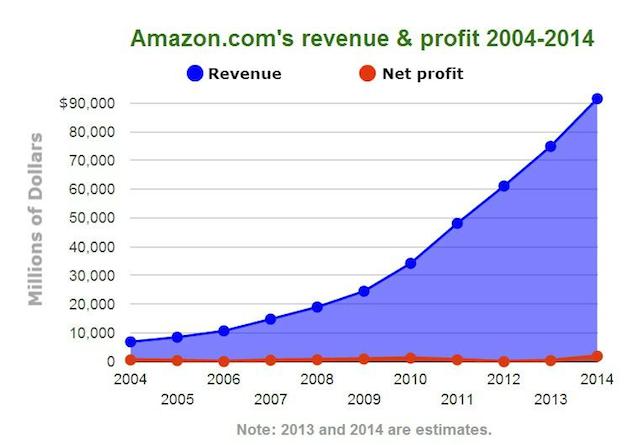 Amazon.com's revenue & profit 2004-2014
Revenue Net profit
Millions of Dollars
$90,000
80,000
70,000
60,000
50,000
40,000
30,000
20,000
10,000
0
2004 2006 2008 2010 2012 2014
2005 2007 2009 2011 2013
Note: 2013 and 2014 are estimates.